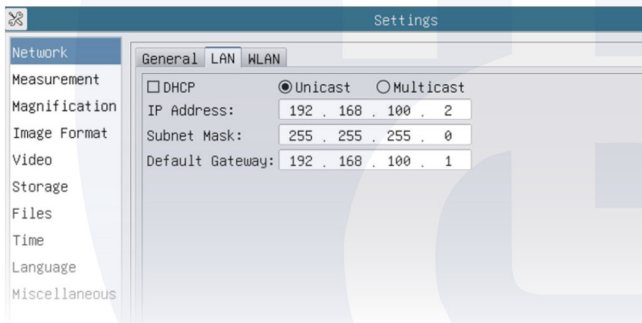 Settings
Network
Measurement
Magnification
Image Format
Video
Storage
Files
Time
Language
Miscellaneous
General LAN WLAN
DHCP Unicast Multicast
IP Address: 192 . 168 . 100 . 2
Subnet Mask: 255 . 255 . 255 . 0
Default Gateway: 192 . 168 . 100 . 1